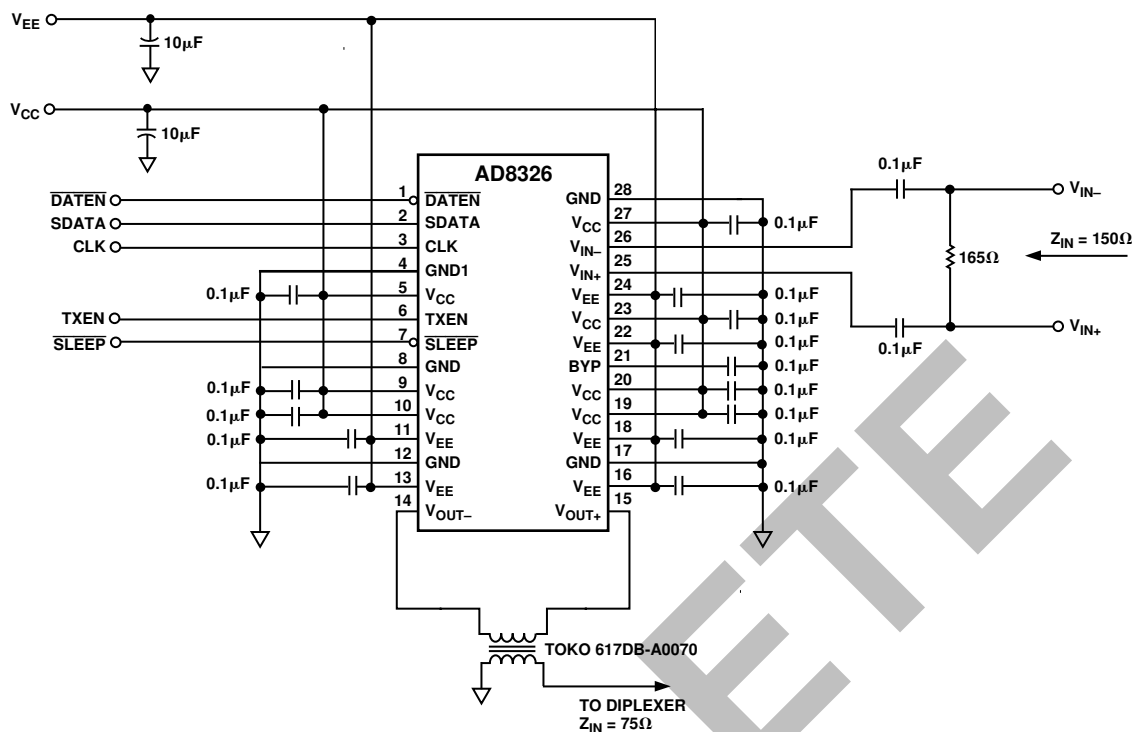 VEE
10µF
VCC
10µF
AD8326
DATEN
SDATA
CLK
TXEN
SLEEP
0.1µF
0.1µF
0.1µF
0.1µF
0.1µF
1 DATEN
2 SDATA
3 CLK
4 GND1
5 VCC
6 TXEN
7 SLEEP
8 GND
9 VCC
10 VCC
11 VEE
12 GND
13 VEE
14 VOUT–
GND 28
VCC 27
VIN– 26
VIN+ 25
VEE 24
VCC 23
VEE 22
BYP 21
VCC 20
VCC 19
VEE 18
GND 17
VEE 16
VOUT+ 15
0.1µF
0.1µF
0.1µF
0.1µF
0.1µF
0.1µF
0.1µF
0.1µF
0.1µF
0.1µF
0.1µF
VIN–
ZIN = 150Ω
165Ω
VIN+
TOKO 617DB-A0070
TO DIPLEXER
ZIN = 75Ω
ETE